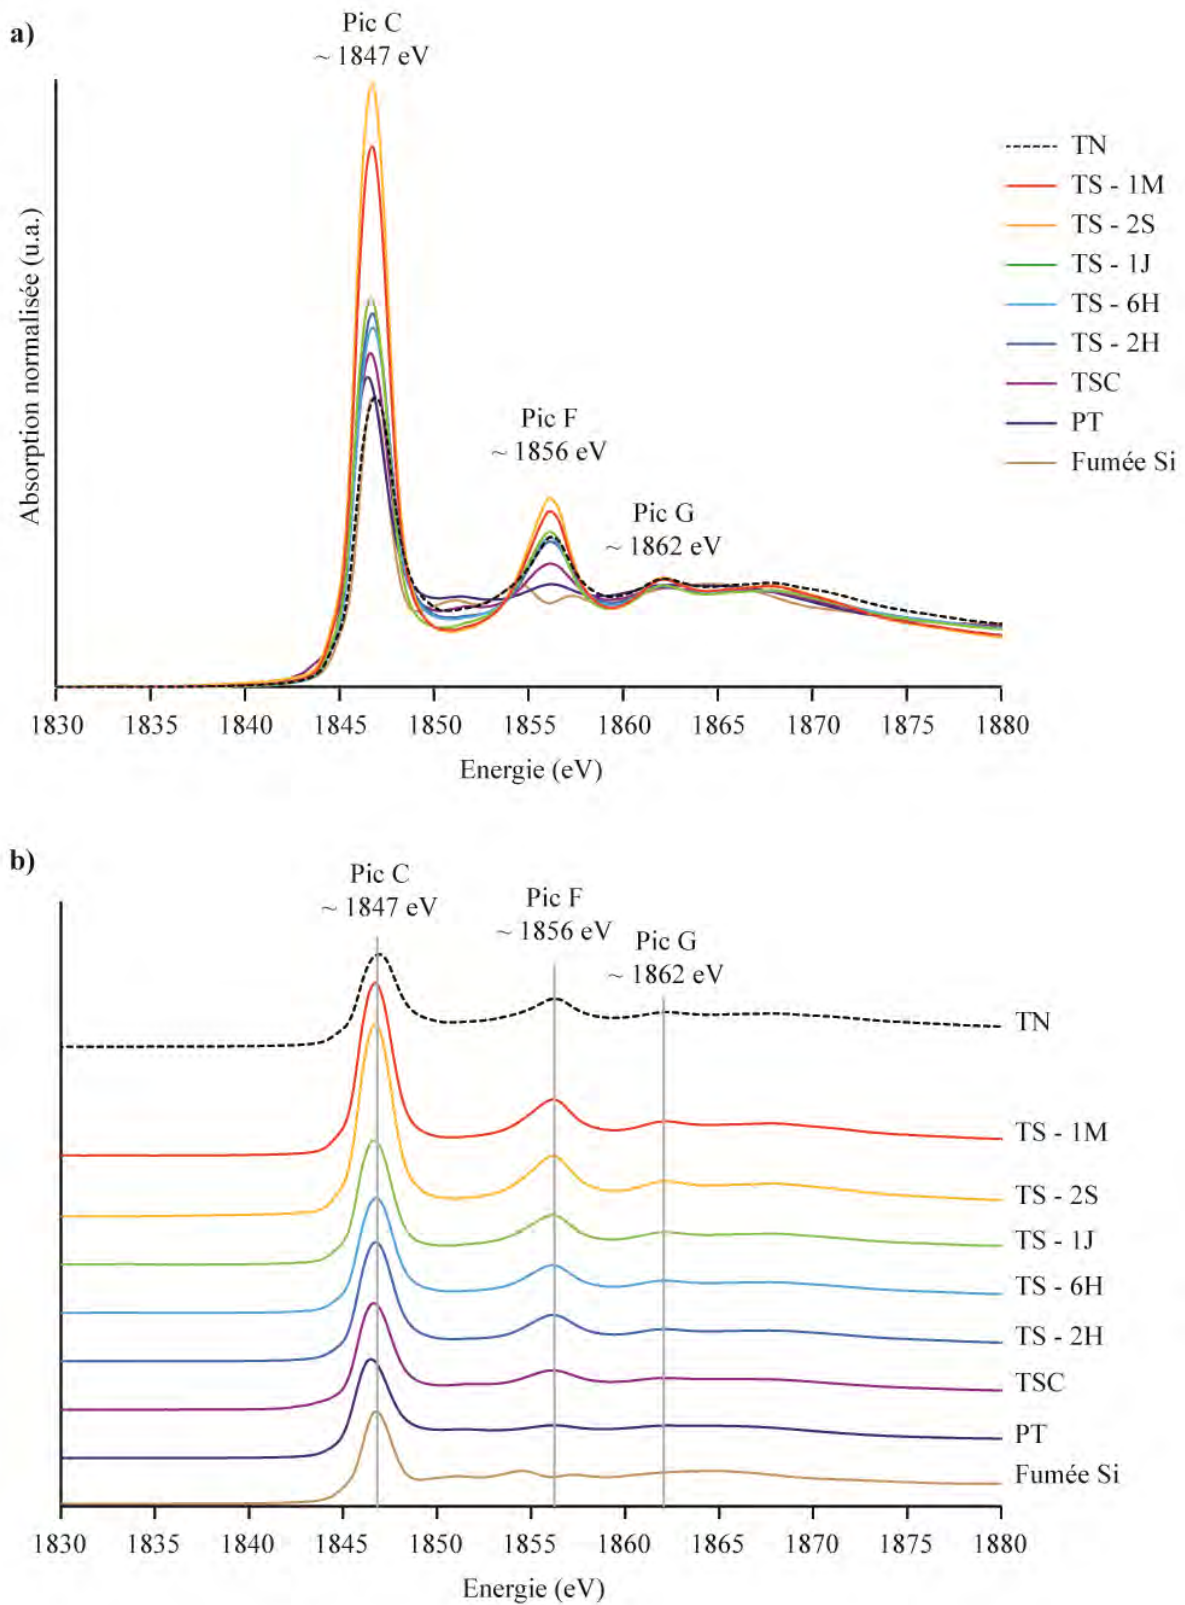 a)
Pic C
~ 1847 eV
TN
TS - 1M
TS - 2S
TS - 1J
TS - 6H
TS - 2H
TSC
PT
Fumée Si
Pic F
~ 1856 eV
Pic G
~ 1862 eV
Absorption normalisée (u.a.)
1830 1835 1840 1845 1850 1855 1860 1865 1870 1875 1880
Energie (eV)
b)
Pic C
~ 1847 eV
Pic F
~ 1856 eV
Pic G
~ 1862 eV
TN
TS - 1M
TS - 2S
TS - 1J
TS - 6H
TS - 2H
TSC
PT
Fumée Si
1830 1835 1840 1845 1850 1855 1860 1865 1870 1875 1880
Energie (eV)